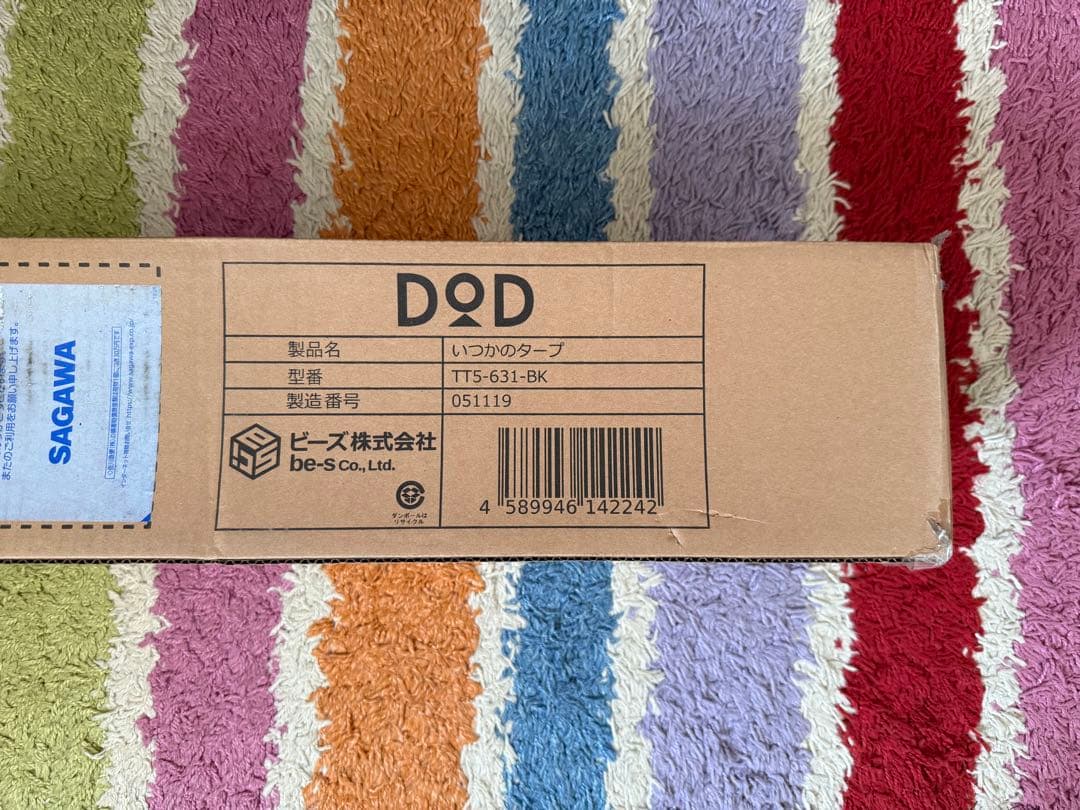 DOD
製品名 いつかのタープ
型番 TT5-631-BK
製造番号 051119
ビーズ株式会社
be-s Co., Ltd.
ダンボールは
リサイクル
4 589946 142242
SAGAWA
またのご利用をお願い申し上げます。